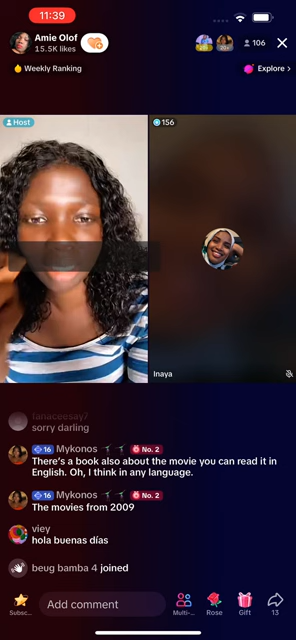 11:39
Amie Olof
15.5K likes
106
Weekly Ranking
Explore >
Host
156
Inaya
fanaceesay7
sorry darling
16 Mykonos No. 2
There's a book also about the movie you can read it in
English. Oh, I think in any language.
16 Mykonos No. 2
The movies from 2009
viey
hola buenas días
beug bamba 4 joined
Add comment
Subsc... Multi-... Rose Gift 13